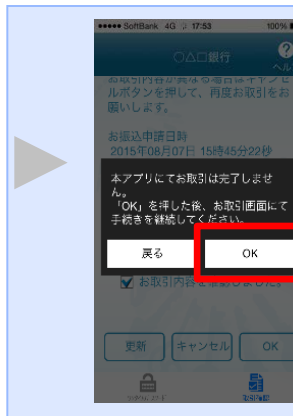 SoftBank 4G 17:53 100%
○△□銀行
?
ヘル
お取引内容が異なる場合はキャンセ
ルボタンを押して、再度お取引をお
願いします。
お振込申請日時
2015年08月07日 15時45分22秒
本アプリにてお取引は完了しませ
ん。
「OK」を押した後、お取引画面にて
手続きを継続してください。
戻る OK
お取引内容を確認しました。
更新 キャンセル OK